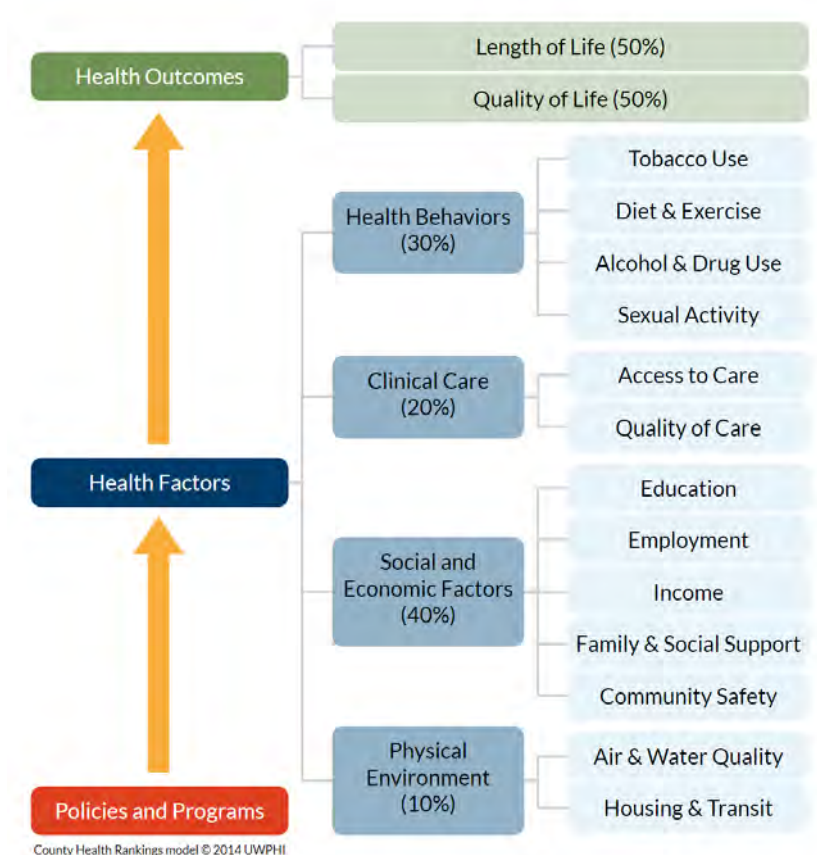 Length of Life (50%)
Health Outcomes
Quality of Life (50%)
Tobacco Use
Health Behaviors
(30%)
Diet & Exercise
Alcohol & Drug Use
Sexual Activity
Clinical Care
(20%)
Access to Care
Quality of Care
Health Factors
Education
Employment
Social and
Economic Factors
(40%)
Income
Family & Social Support
Community Safety
Physical
Environment
(10%)
Air & Water Quality
Housing & Transit
Policies and Programs
County Health Rankings model © 2014 UWPHI